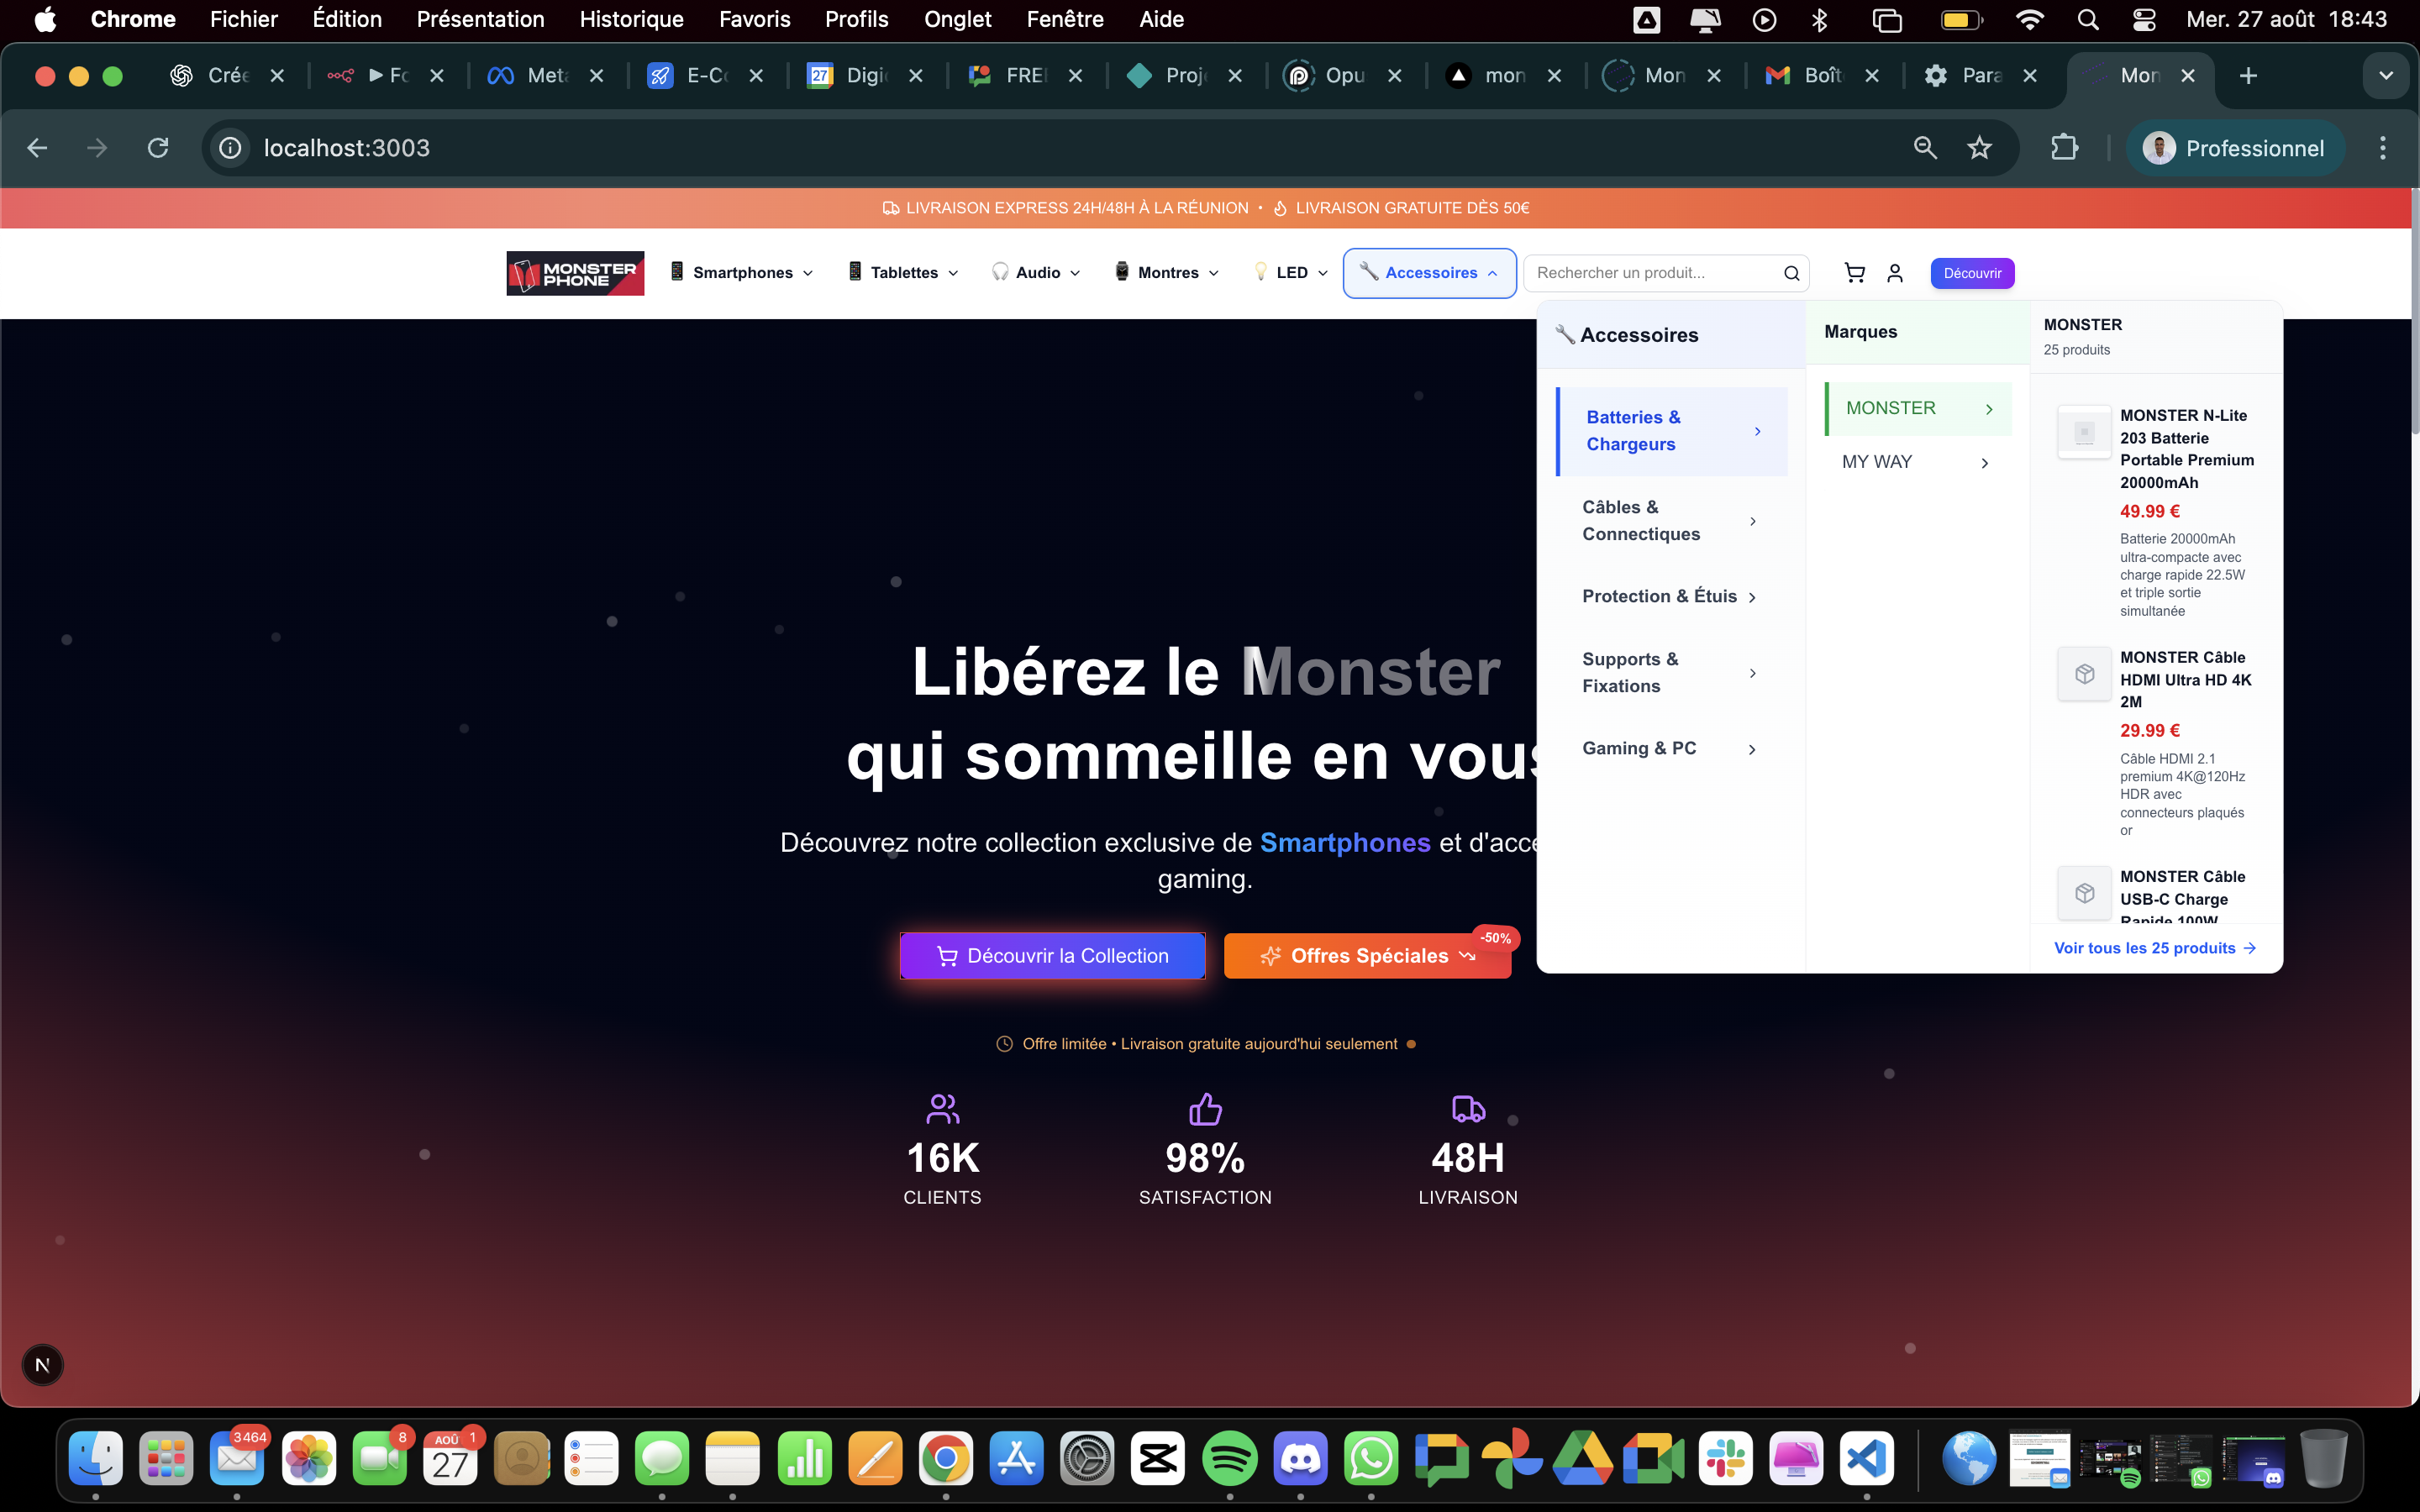 Chrome Fichier Édition Présentation Historique Favoris Profils Onglet Fenêtre Aide
Mer. 27 août 18:43
Crée
Fc
Meta
27
Digi
E-Co
FREI
Proj
Opu
mon
Mon
Boît
Para
Mon
localhost:3003
Professionnel
LIVRAISON EXPRESS 24H/48H À LA RÉUNION • LIVRAISON GRATUITE DÈS 50€
MONSTER
PHONE
Smartphones
Tablettes
Audio
Montres
LED
Accessoires
Rechercher un produit...
Découvrir
Accessoires
Batteries &
Chargeurs
Câbles &
Connectiques
Protection & Étuis
Supports &
Fixations
Gaming & PC
Marques
MONSTER
MY WAY
MONSTER
25 produits
MONSTER N-Lite
203 Batterie
Portable Premium
20000mAh
49.99 €
Batterie 20000mAh
ultra-compacte avec
charge rapide 22.5W
et triple sortie
simultanée
MONSTER Câble
HDMI Ultra HD 4K
2M
29.99 €
Câble HDMI 2.1
premium 4K@120Hz
HDR avec
connecteurs plaqués
or
MONSTER Câble
USB-C Charge
Rapide 100W
Voir tous les 25 produits
Libérez le Monster
qui sommeille en vous
Découvrez notre collection exclusive de Smartphones et d'acce
gaming.
Découvrir la Collection
Offres Spéciales
-50%
Offre limitée • Livraison gratuite aujourd'hui seulement
16K
CLIENTS
98%
SATISFACTION
48H
LIVRAISON
N
3464
8
AOÛ
1
27